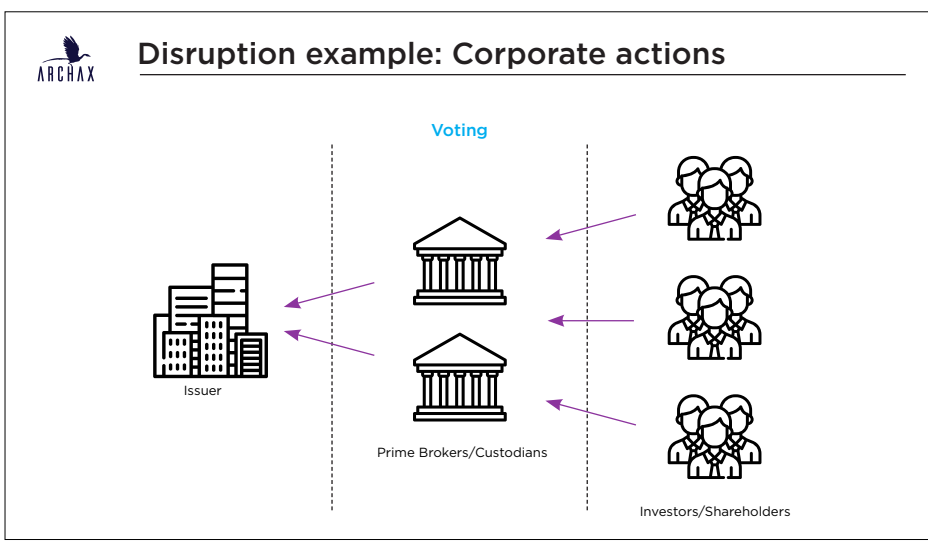 ARCHAX
Disruption example: Corporate actions
Voting
Issuer
Prime Brokers/Custodians
Investors/Shareholders